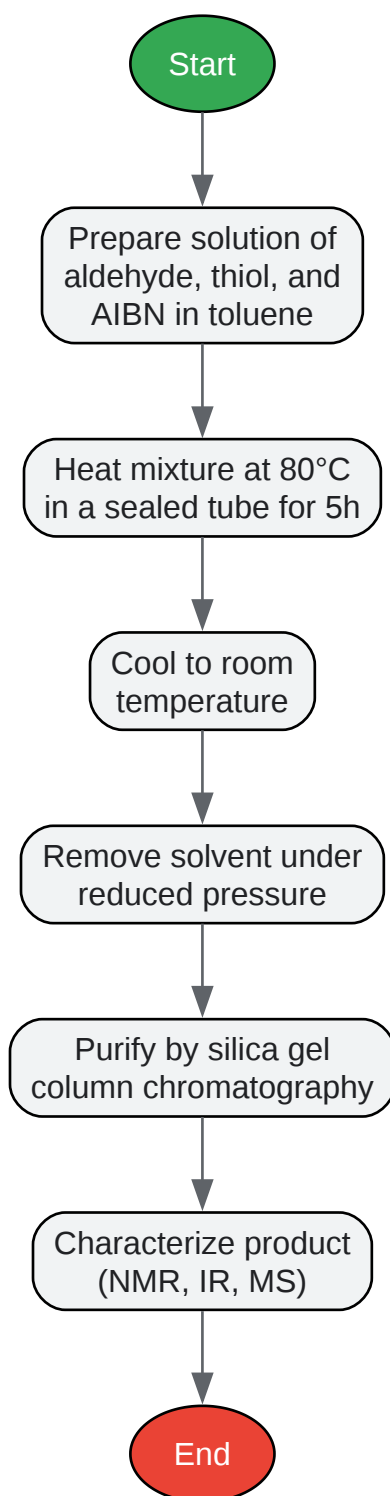 Start
Prepare solution of
aldehyde, thiol, and
AIBN in toluene
Heat mixture at 80°C
in a sealed tube for 5h
Cool to room
temperature
Remove solvent under
reduced pressure
Purify by silica gel
column chromatography
Characterize product
(NMR, IR, MS)
End